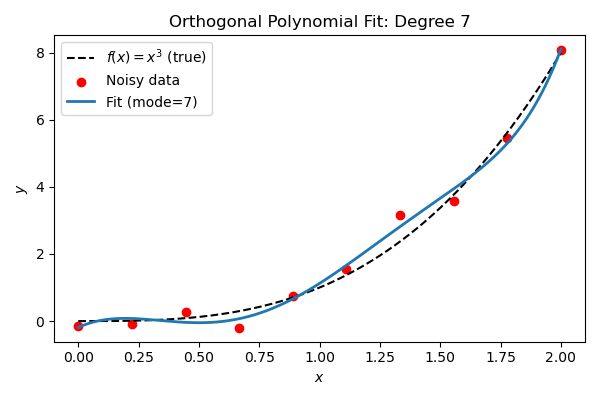 Orthogonal Polynomial Fit: Degree 7
f(x) = x³ (true)
Noisy data
Fit (mode=7)
y
8
6
4
2
0
0.00 0.25 0.50 0.75 1.00 1.25 1.50 1.75 2.00
x